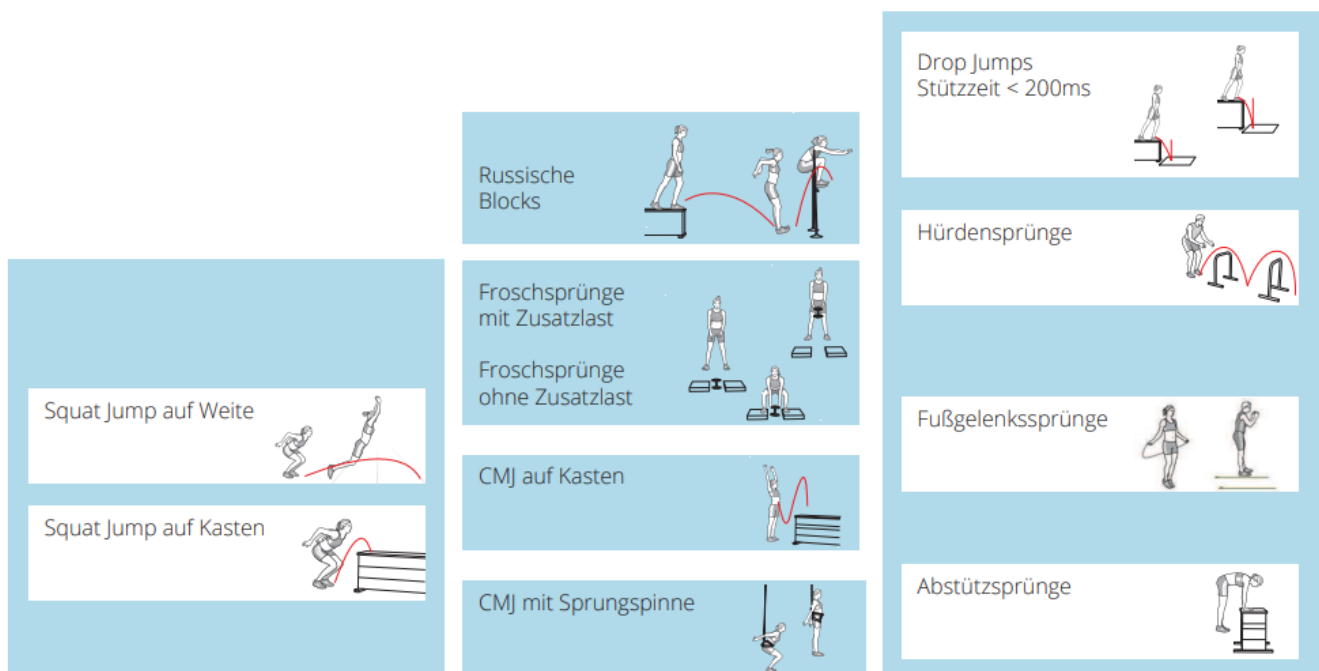 Squat Jump auf Weite
Squat Jump auf Kasten
Russische
Blocks
Froschsprünge
mit Zusatzlast
Froschsprünge
ohne Zusatzlast
CMJ auf Kasten
CMJ mit Sprungspinne
Drop Jumps
Stützzeit < 200ms
Hürdensprünge
Fußgelenkssprünge
Abstützsprünge